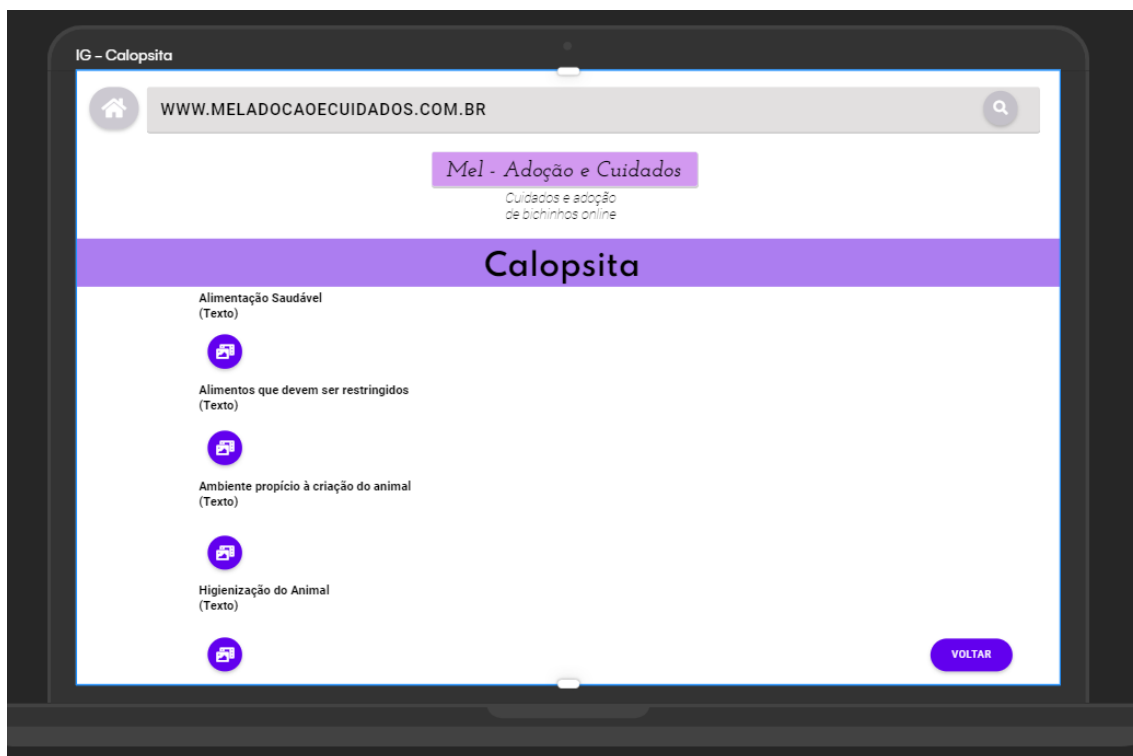 IG – Calopsita
WWW.MELADOCAOECUIDADOS.COM.BR
Mel - Adoção e Cuidados
Cuidados e adoção
de bichinhos online
Calopsita
Alimentação Saudável
(Texto)
Alimentos que devem ser restringidos
(Texto)
Ambiente propício à criação do animal
(Texto)
Higienização do Animal
(Texto)
VOLTAR